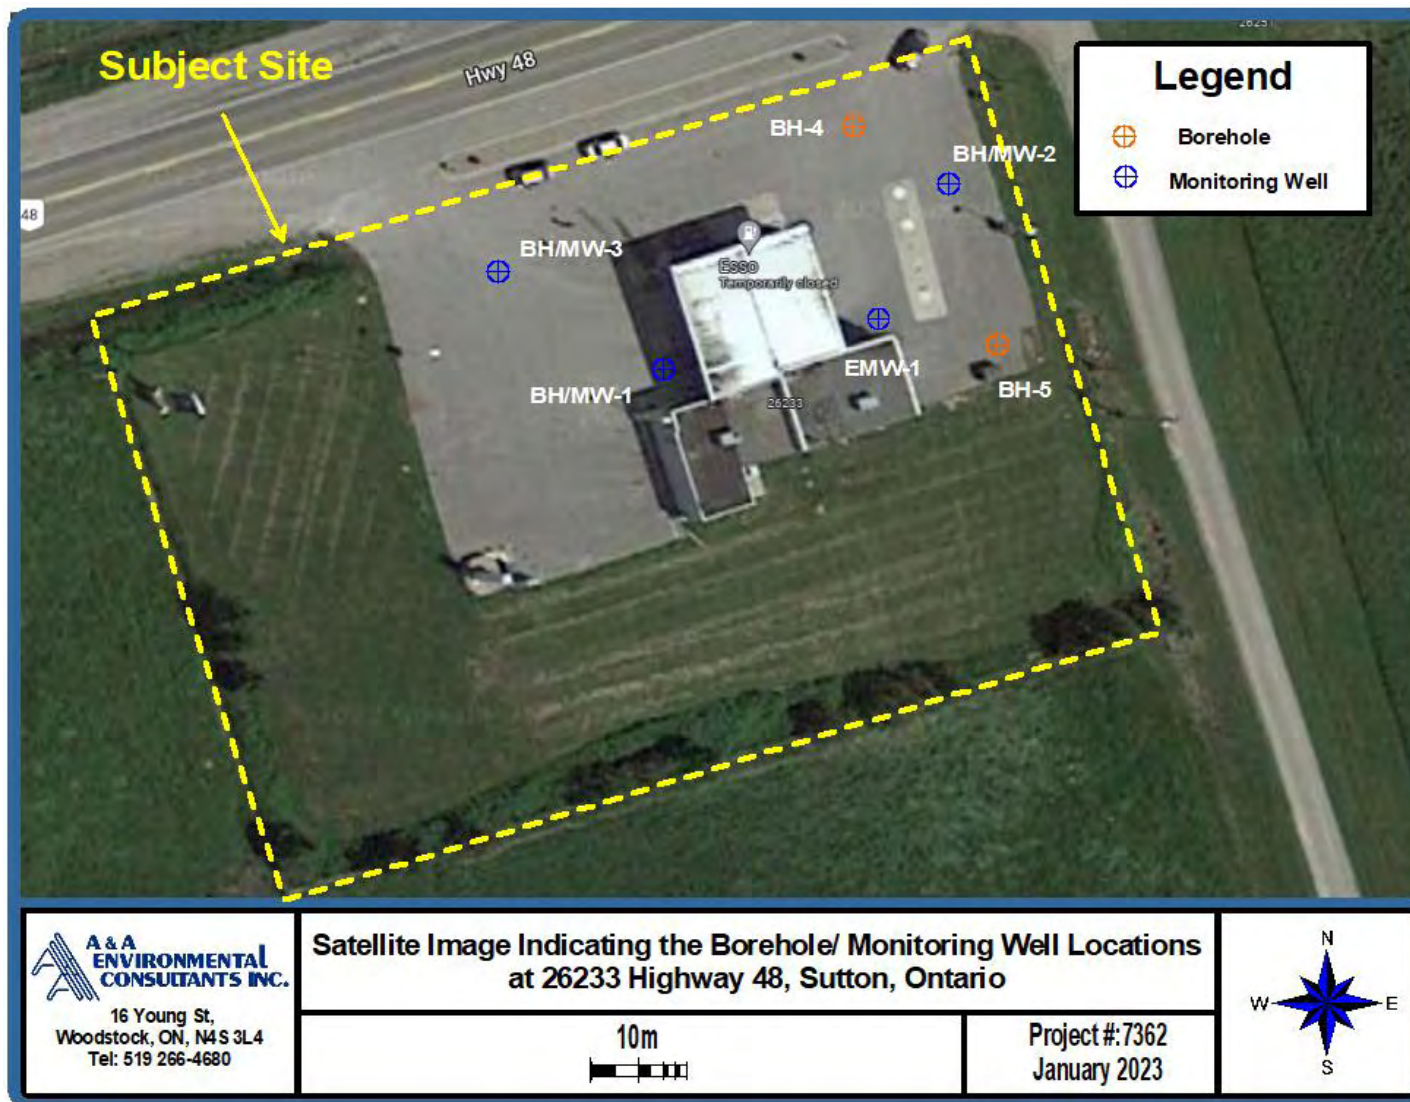 26251
Subject Site
Hwy 48
Legend
Borehole
Monitoring Well
BH-4
BH/MW-2
48
BH/MW-3
Esso
Temporarily closed
BH/MW-1
EMW-1
BH-5
26233
A & A
ENVIRONMENTAL
CONSULTANTS INC.
16 Young St,
Woodstock, ON, N4S 3L4
Tel: 519 266-4680
Satellite Image Indicating the Borehole/ Monitoring Well Locations
at 26233 Highway 48, Sutton, Ontario
10m
Project #:7362
January 2023
N
W E
S